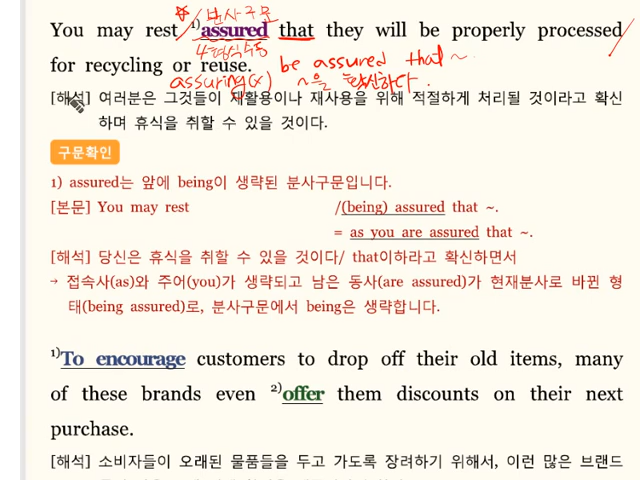 ☆ / 분사구문
You may rest / 1)assured that they will be properly processed /
4형식수동
for recycling or reuse. be assured that ~
assuring(x) ~을 확신하다.
[해석] 여러분은 그것들이 재활용이나 재사용을 위해 적절하게 처리될 것이라고 확신
하며 휴식을 취할 수 있을 것이다.
구문확인
1) assured는 앞에 being이 생략된 분사구문입니다.
[본문] You may rest /(being) assured that ~.
= as you are assured that ~.
[해석] 당신은 휴식을 취할 수 있을 것이다/ that이하라고 확신하면서
→ 접속사(as)와 주어(you)가 생략되고 남은 동사(are assured)가 현재분사로 바뀐 형
태(being assured)로, 분사구문에서 being은 생략합니다.
1)To encourage customers to drop off their old items, many
of these brands even 2)offer them discounts on their next
purchase.
[해석] 소비자들이 오래된 물품들을 두고 가도록 장려하기 위해서, 이런 많은 브랜드